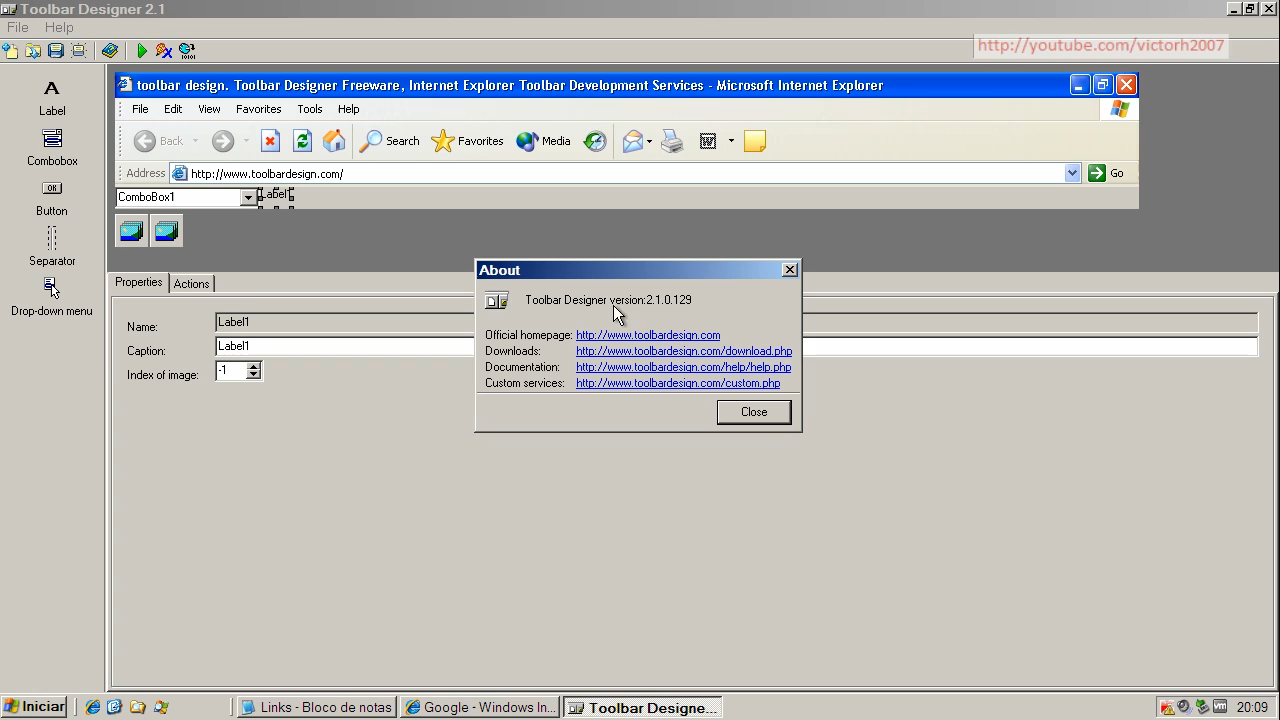 Toolbar Designer 2.1
File Help
http://youtube.com/victorh2007
toolbar design. Toolbar Designer Freeware, Internet Explorer Toolbar Development Services - Microsoft Internet Explorer
File Edit View Favorites Tools Help
Back Search Favorites Media
Address http://www.toolbardesign.com/ Go
ComboBox1 Label1
A
Label
Combobox
OK
Button
Separator
Drop-down menu
Properties Actions
Name: Label1
Caption: Label1
Index of image: -1
About
Toolbar Designer version:2.1.0.129
Official homepage: http://www.toolbardesign.com
Downloads: http://www.toolbardesign.com/download.php
Documentation: http://www.toolbardesign.com/help/help.php
Custom services: http://www.toolbardesign.com/custom.php
Close
Iniciar Links - Bloco de notas Google - Windows In... Toolbar Designe... 20:09